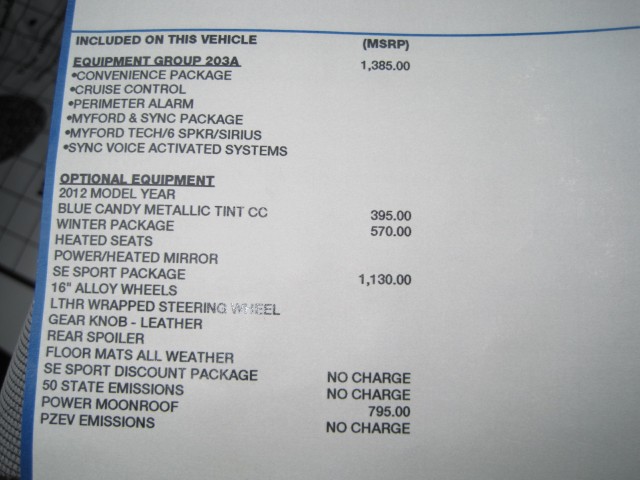 INCLUDED ON THIS VEHICLE (MSRP)
EQUIPMENT GROUP 203A 1,385.00
•CONVENIENCE PACKAGE
•CRUISE CONTROL
•PERIMETER ALARM
•MYFORD & SYNC PACKAGE
•MYFORD TECH/6 SPKR/SIRIUS
•SYNC VOICE ACTIVATED SYSTEMS
OPTIONAL EQUIPMENT
2012 MODEL YEAR
BLUE CANDY METALLIC TINT CC 395.00
WINTER PACKAGE 570.00
HEATED SEATS
POWER/HEATED MIRROR
SE SPORT PACKAGE 1,130.00
16" ALLOY WHEELS
LTHR WRAPPED STEERING WHEEL
GEAR KNOB - LEATHER
REAR SPOILER
FLOOR MATS ALL WEATHER
SE SPORT DISCOUNT PACKAGE NO CHARGE
50 STATE EMISSIONS NO CHARGE
POWER MOONROOF 795.00
PZEV EMISSIONS NO CHARGE